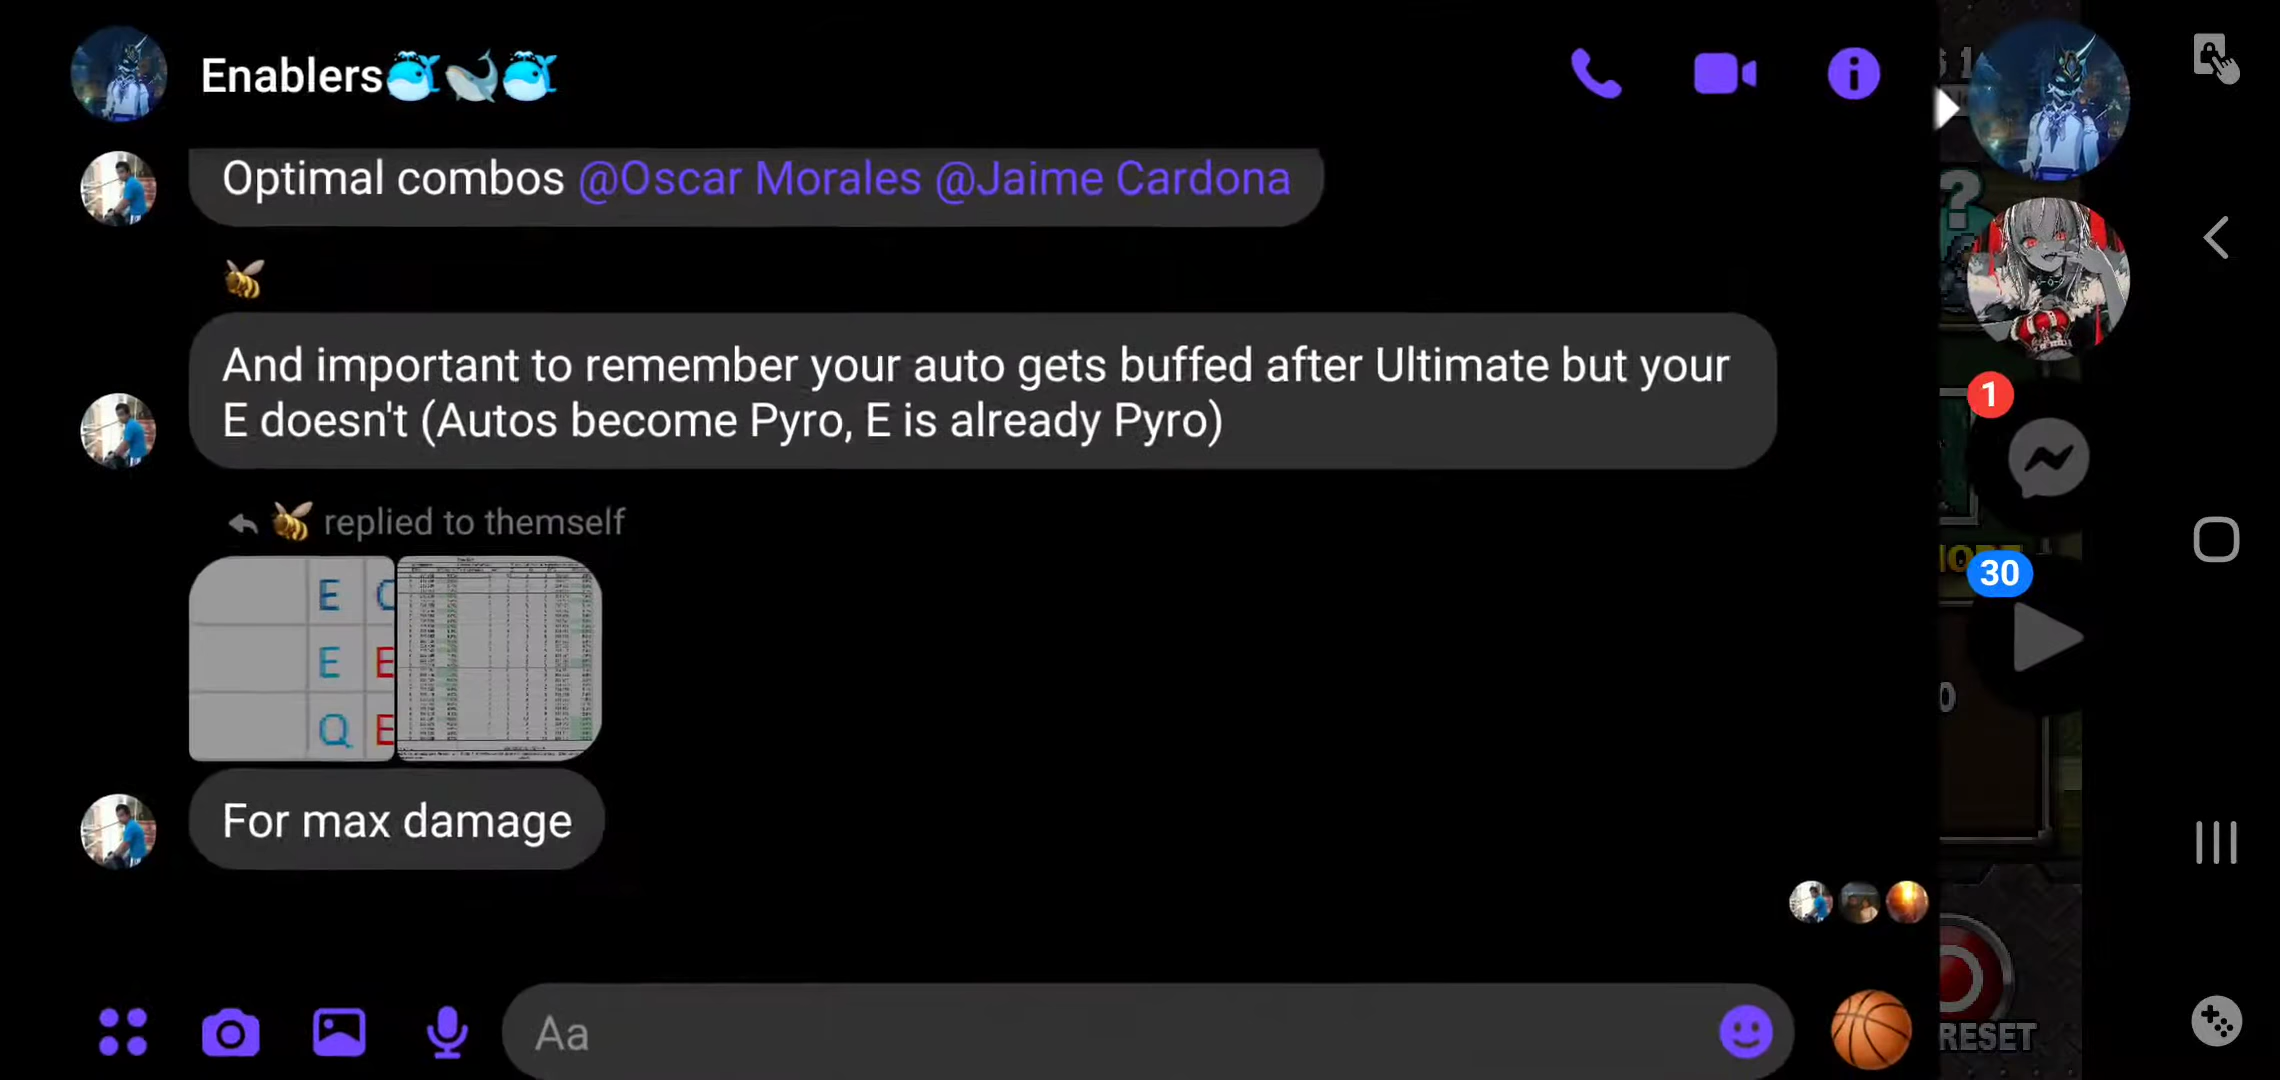 Enablers🐳🐋🐳
Optimal combos @Oscar Morales @Jaime Cardona
🐝
And important to remember your auto gets buffed after Ultimate but your
E doesn't (Autos become Pyro, E is already Pyro)
1
🐝 replied to themself
E
E E
Q E
30
For max damage
Aa
RESET